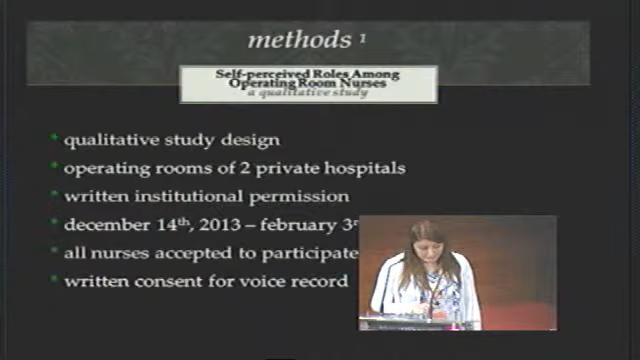 methods ¹
Self-perceived Roles Among
Operating Room Nurses
a qualitative study
* qualitative study design
* operating rooms of 2 private hospitals
* written institutional permission
* december 14th, 2013 – february 3r
* all nurses accepted to participate
* written consent for voice record